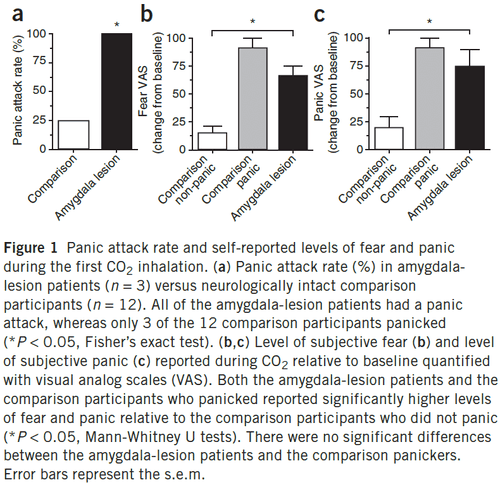 a
b
c
*
*
*
Panic attack rate (%)
100
75
50
25
0
Comparison
Amygdala lesion
Fear VAS
(change from baseline)
100
75
50
25
0
Comparison
non-panic
Comparison
panic
Amygdala lesion
Panic VAS
(change from baseline)
100
75
50
25
0
Comparison
non-panic
Comparison
panic
Amygdala lesion
Figure 1 Panic attack rate and self-reported levels of fear and panic
during the first CO₂ inhalation. (a) Panic attack rate (%) in amygdala-
lesion patients (n = 3) versus neurologically intact comparison
participants (n = 12). All of the amygdala-lesion patients had a panic
attack, whereas only 3 of the 12 comparison participants panicked
(*P < 0.05, Fisher's exact test). (b,c) Level of subjective fear (b) and level
of subjective panic (c) reported during CO₂ relative to baseline quantified
with visual analog scales (VAS). Both the amygdala-lesion patients and the
comparison participants who panicked reported significantly higher levels
of fear and panic relative to the comparison participants who did not panic
(*P < 0.05, Mann-Whitney U tests). There were no significant differences
between the amygdala-lesion patients and the comparison panickers.
Error bars represent the s.e.m.